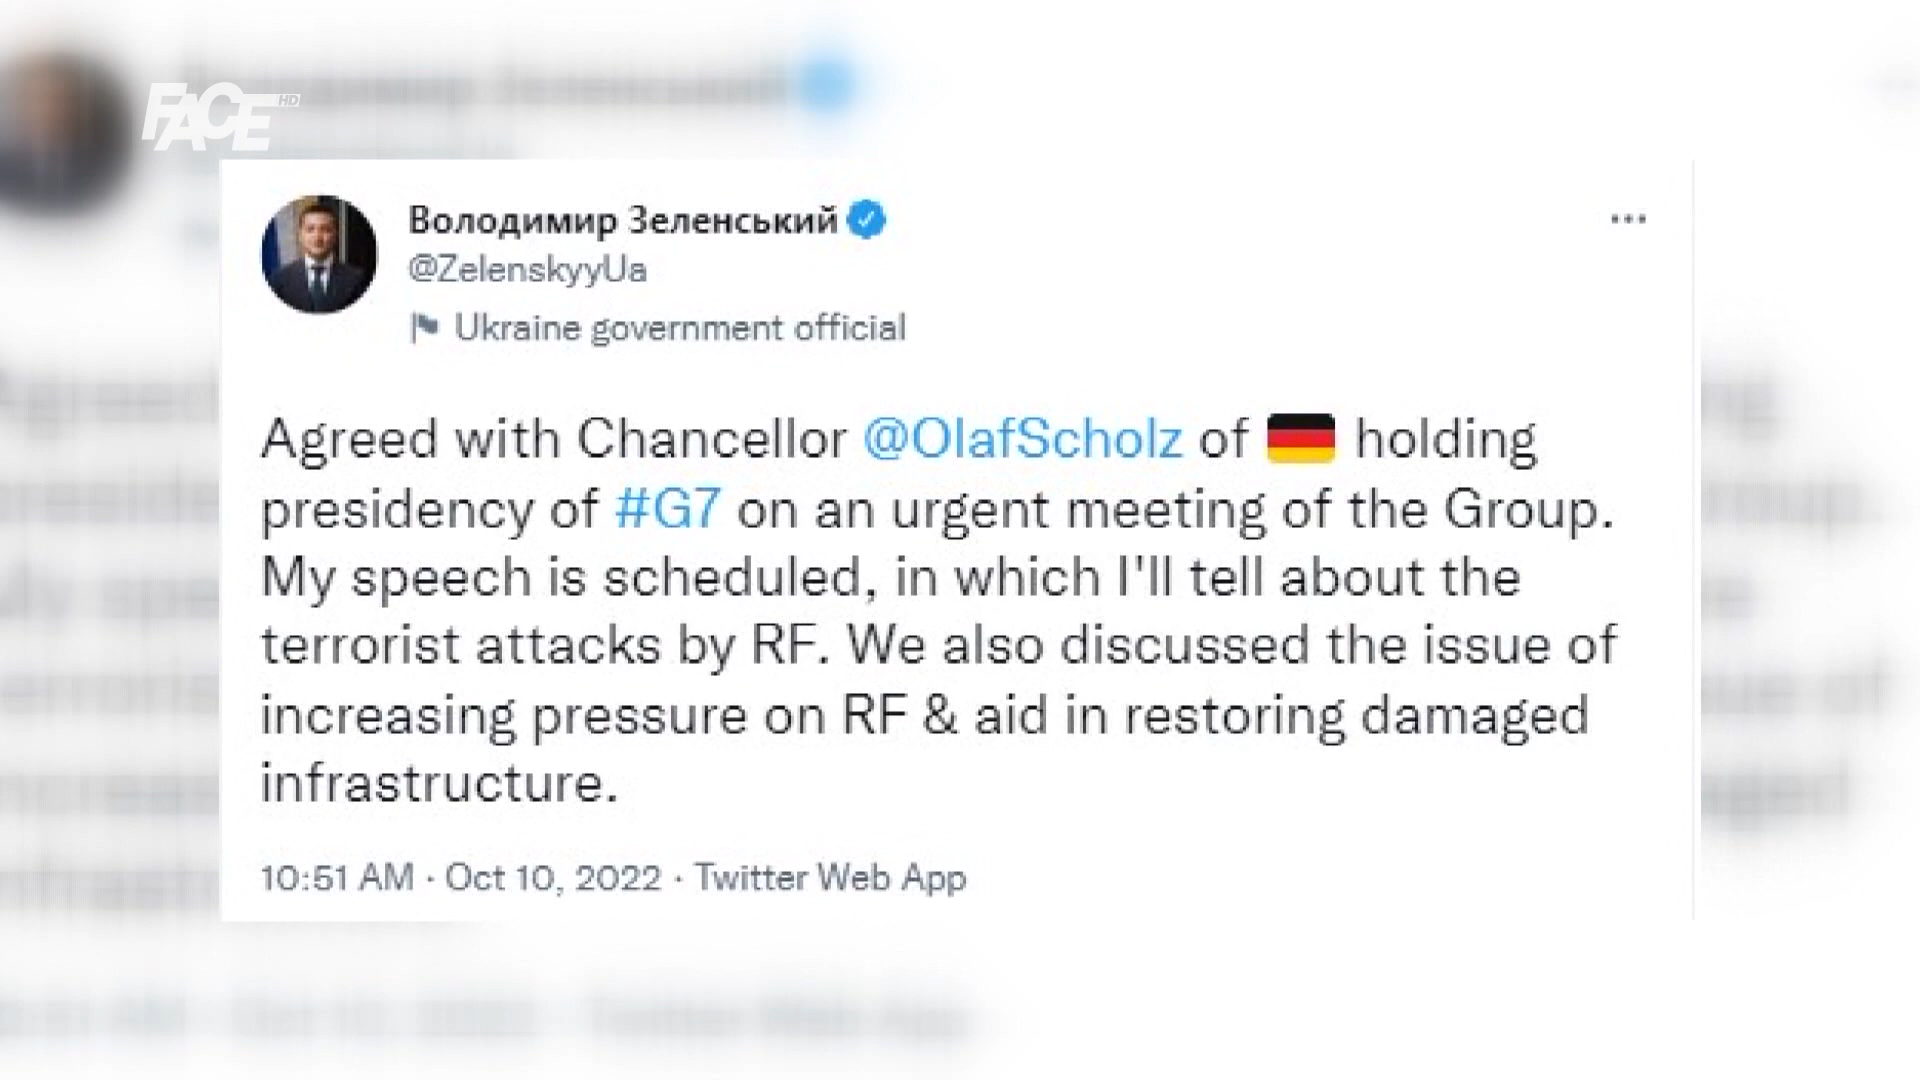 FACE HD
Володимир Зеленський
@ZelenskyyUa
Ukraine government official
Agreed with Chancellor @OlafScholz of 🇩🇪 holding
presidency of #G7 on an urgent meeting of the Group.
My speech is scheduled, in which I'll tell about the
terrorist attacks by RF. We also discussed the issue of
increasing pressure on RF & aid in restoring damaged
infrastructure.
10:51 AM · Oct 10, 2022 · Twitter Web App